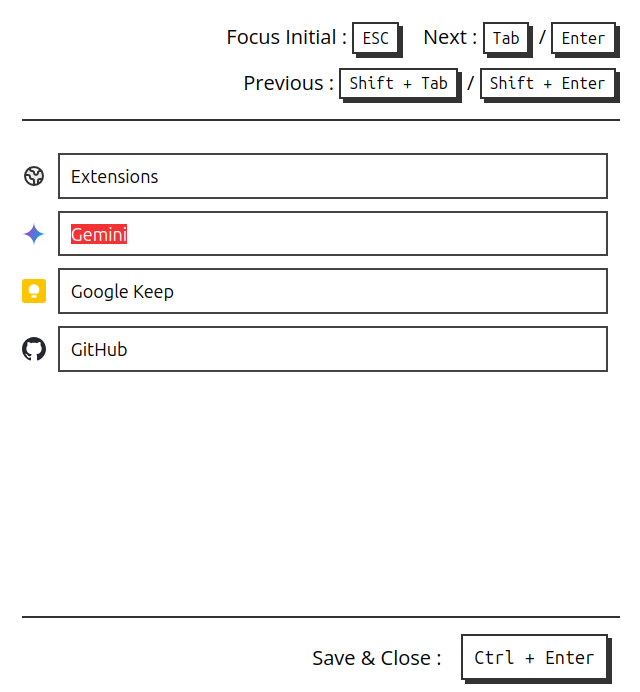 Focus Initial : ESC Next : Tab / Enter
Previous : Shift + Tab / Shift + Enter
Extensions
Gemini
Google Keep
GitHub
Save & Close : Ctrl + Enter